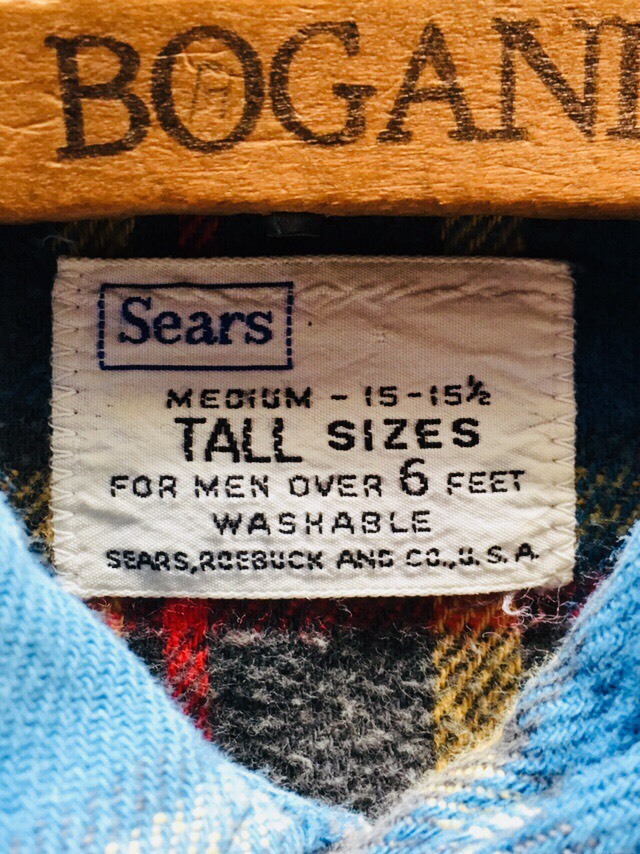 BOGAN
Sears
MEDIUM - 15-15½
TALL SIZES
FOR MEN OVER 6 FEET
WASHABLE
SEARS, ROEBUCK AND CO., U.S.A.